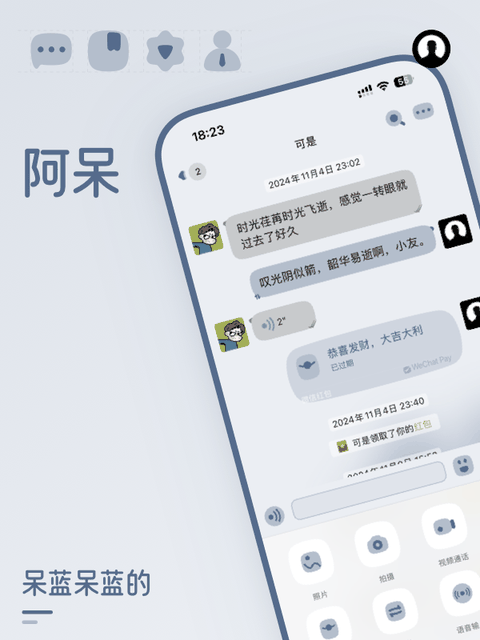 18:23
55
可是
2
阿呆
2024年11月4日 23:02
时光荏苒时光飞逝，感觉一转眼就
过去了好久
叹光阴似箭，韶华易逝啊，小友。
2"
恭喜发财，大吉大利
已过期
WeChat Pay
微信红包
2024年11月4日 23:40
可是领取了你的红包
照片
拍摄
视频通话
语音输
呆蓝呆蓝的